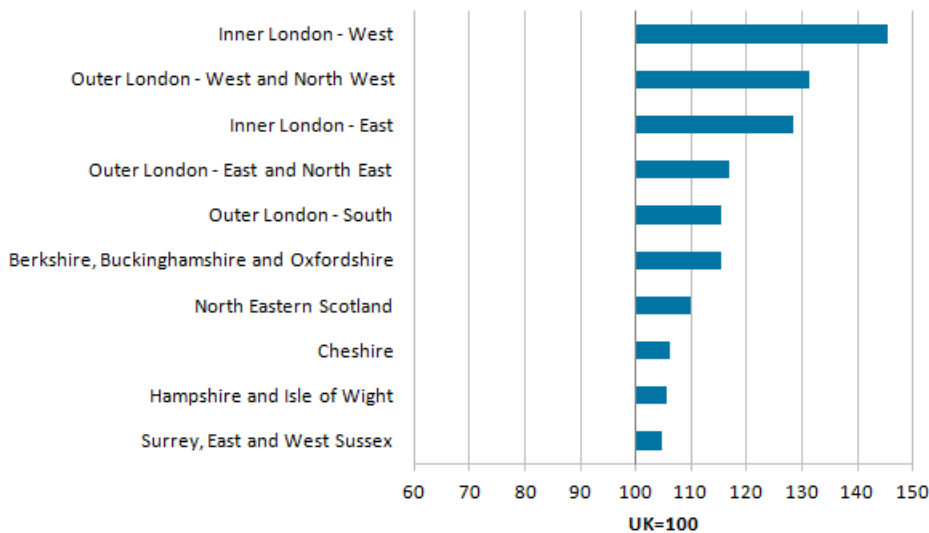 Inner London - West
Outer London - West and North West
Inner London - East
Outer London - East and North East
Outer London - South
Berkshire, Buckinghamshire and Oxfordshire
North Eastern Scotland
Cheshire
Hampshire and Isle of Wight
Surrey, East and West Sussex
60 70 80 90 100 110 120 130 140 150
UK=100